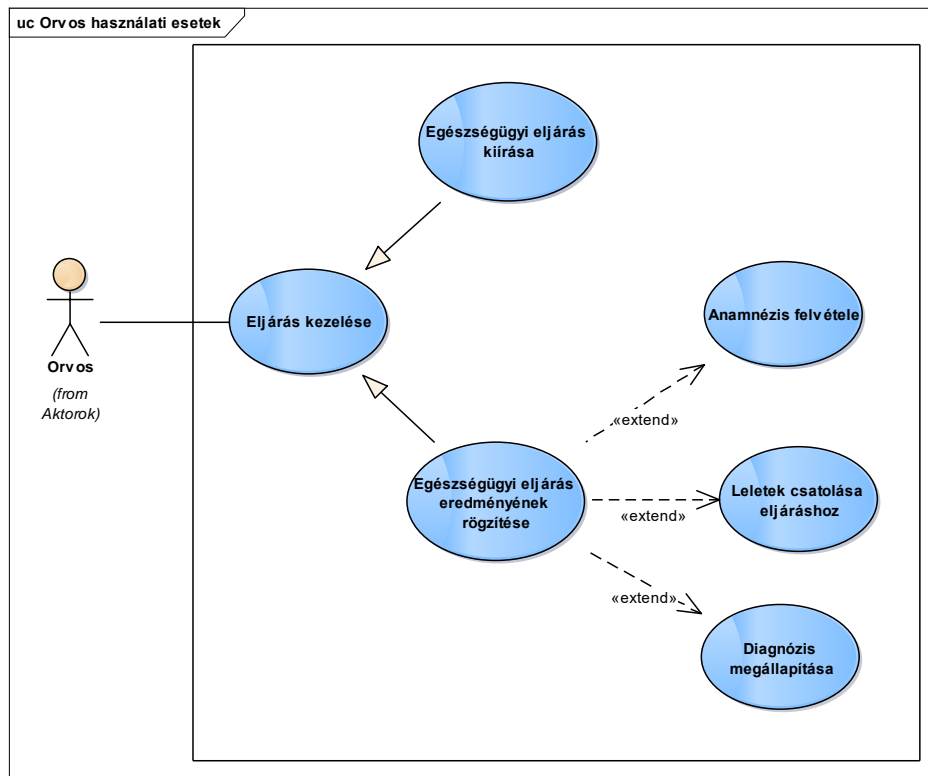 uc Orvos használati esetek
Egészségügyi eljárás
kiírása
Eljárás kezelése
Anamnézis felvétele
Orvos
(from
Aktorok)
«extend»
Egészségügyi eljárás
eredményének
rögzítése
Leletek csatolása
eljáráshoz
«extend»
«extend»
Diagnózis
megállapítása